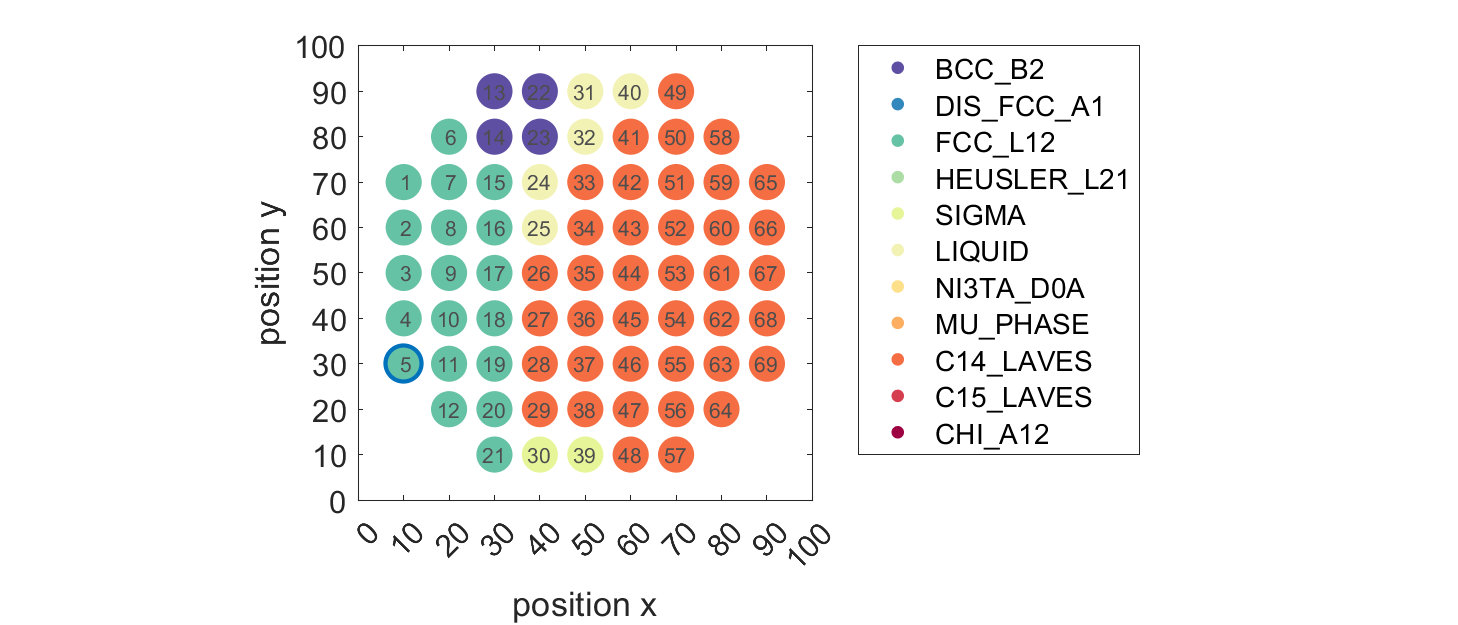 100
90
80
70
60
50
40
30
20
10
0
position y
13 22 31 40 49
6 14 23 32 41 50 58
1 7 15 24 33 42 51 59 65
2 8 16 25 34 43 52 60 66
3 9 17 26 35 44 53 61 67
4 10 18 27 36 45 54 62 68
5 11 19 28 37 46 55 63 69
12 20 29 38 47 56 64
21 30 39 48 57
0 10 20 30 40 50 60 70 80 90 100
position x
BCC_B2
DIS_FCC_A1
FCC_L12
HEUSLER_L21
SIGMA
LIQUID
NI3TA_D0A
MU_PHASE
C14_LAVES
C15_LAVES
CHI_A12